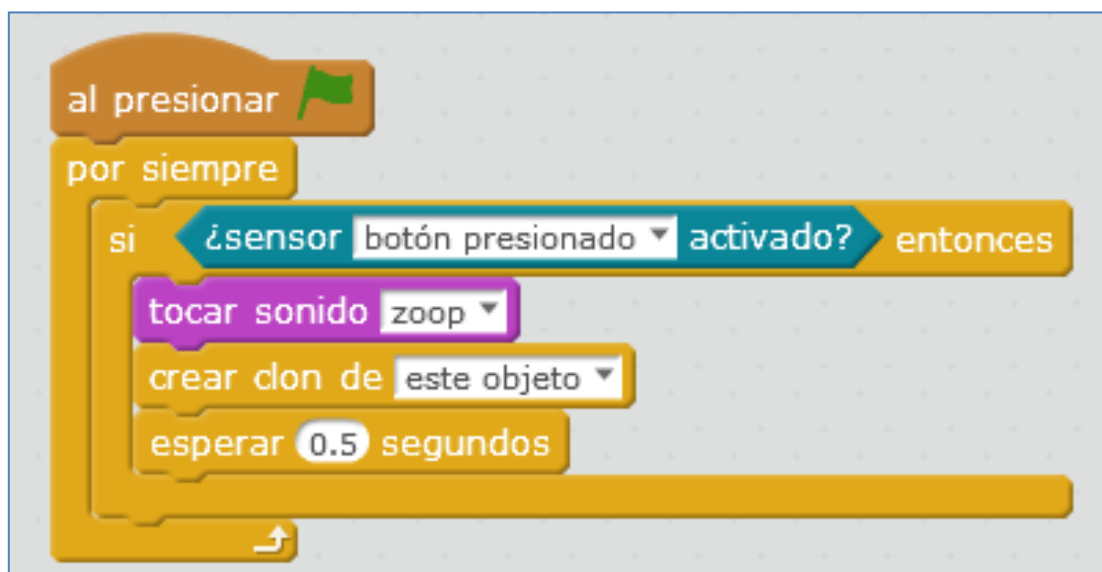 al presionar
por siempre
si ¿sensor botón presionado activado? entonces
tocar sonido zoop
crear clon de este objeto
esperar 0.5 segundos